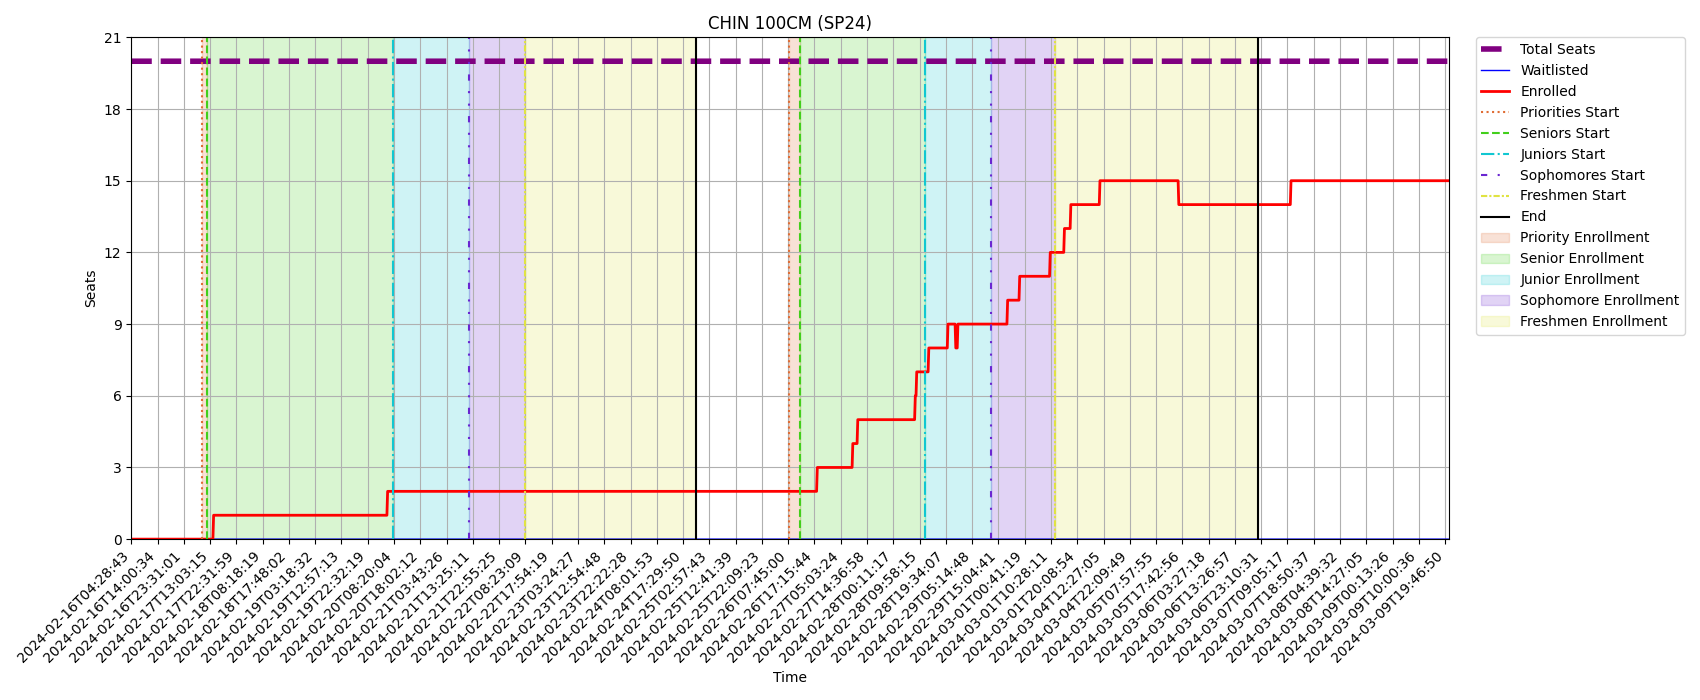 CHIN 100CM (SP24)
21
18
15
12
9
6
3
0
Seats
2024-02-16T04:28:43
2024-02-16T14:00:34
2024-02-16T23:31:01
2024-02-17T13:03:15
2024-02-17T22:31:59
2024-02-18T08:18:19
2024-02-18T17:48:02
2024-02-19T03:18:32
2024-02-19T12:57:13
2024-02-19T22:32:19
2024-02-20T08:20:04
2024-02-20T18:02:12
2024-02-21T03:43:26
2024-02-21T13:25:11
2024-02-21T22:55:25
2024-02-22T08:23:09
2024-02-22T17:54:19
2024-02-23T03:24:27
2024-02-23T12:54:48
2024-02-23T22:22:28
2024-02-24T08:01:53
2024-02-24T17:29:50
2024-02-25T02:57:43
2024-02-25T12:41:39
2024-02-25T22:09:23
2024-02-26T07:45:00
2024-02-26T17:15:44
2024-02-27T05:03:24
2024-02-27T14:36:58
2024-02-28T00:11:17
2024-02-28T09:58:15
2024-02-28T19:34:07
2024-02-29T05:14:48
2024-02-29T15:04:41
2024-03-01T00:41:19
2024-03-01T10:28:11
2024-03-01T20:08:54
2024-03-04T12:27:05
2024-03-04T22:09:49
2024-03-05T07:57:55
2024-03-05T17:42:56
2024-03-06T03:27:18
2024-03-06T13:26:57
2024-03-06T23:10:31
2024-03-07T09:05:17
2024-03-07T18:50:37
2024-03-08T04:39:32
2024-03-08T14:27:05
2024-03-09T00:13:26
2024-03-09T10:00:36
2024-03-09T19:46:50
Time
Total Seats
Waitlisted
Enrolled
Priorities Start
Seniors Start
Juniors Start
Sophomores Start
Freshmen Start
End
Priority Enrollment
Senior Enrollment
Junior Enrollment
Sophomore Enrollment
Freshmen Enrollment